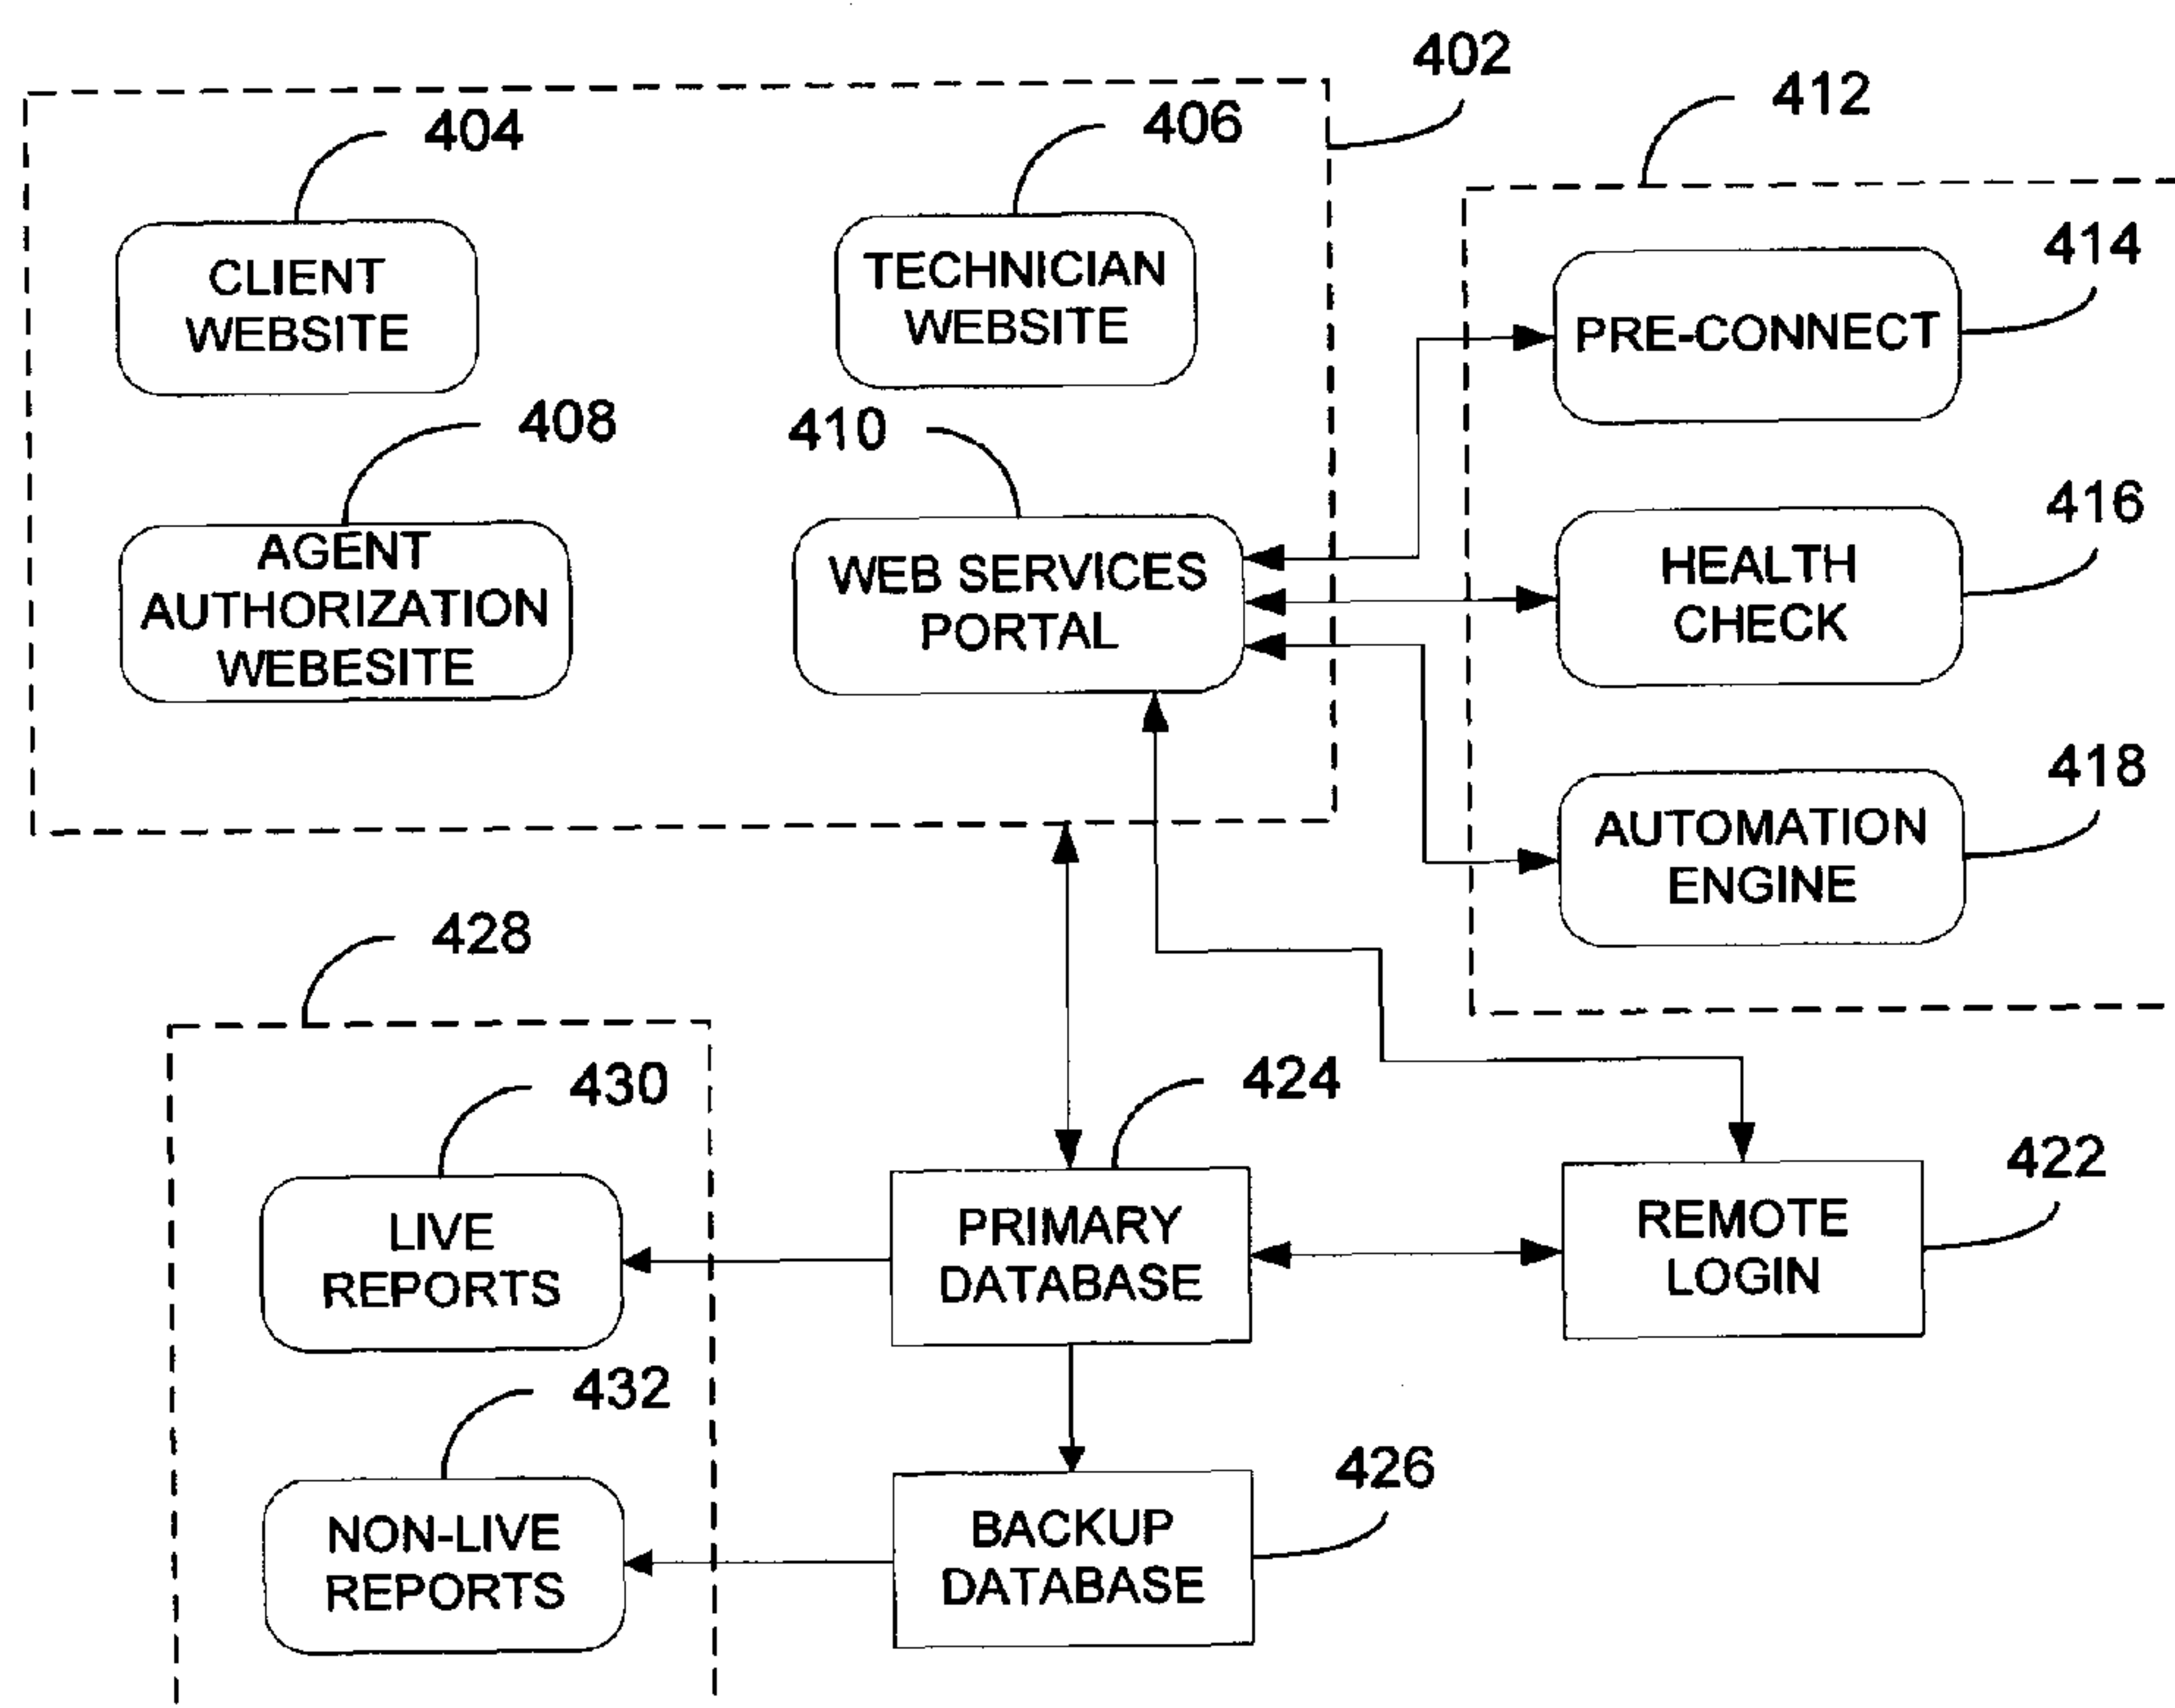 402
412
404
406
CLIENT
WEBSITE
TECHNICIAN
WEBSITE
414
PRE-CONNECT
408
410
AGENT
AUTHORIZATION
WEBESITE
WEB SERVICES
PORTAL
416
HEALTH
CHECK
418
AUTOMATION
ENGINE
428
430
424
422
LIVE
REPORTS
PRIMARY
DATABASE
REMOTE
LOGIN
432
426
NON-LIVE
REPORTS
BACKUP
DATABASE